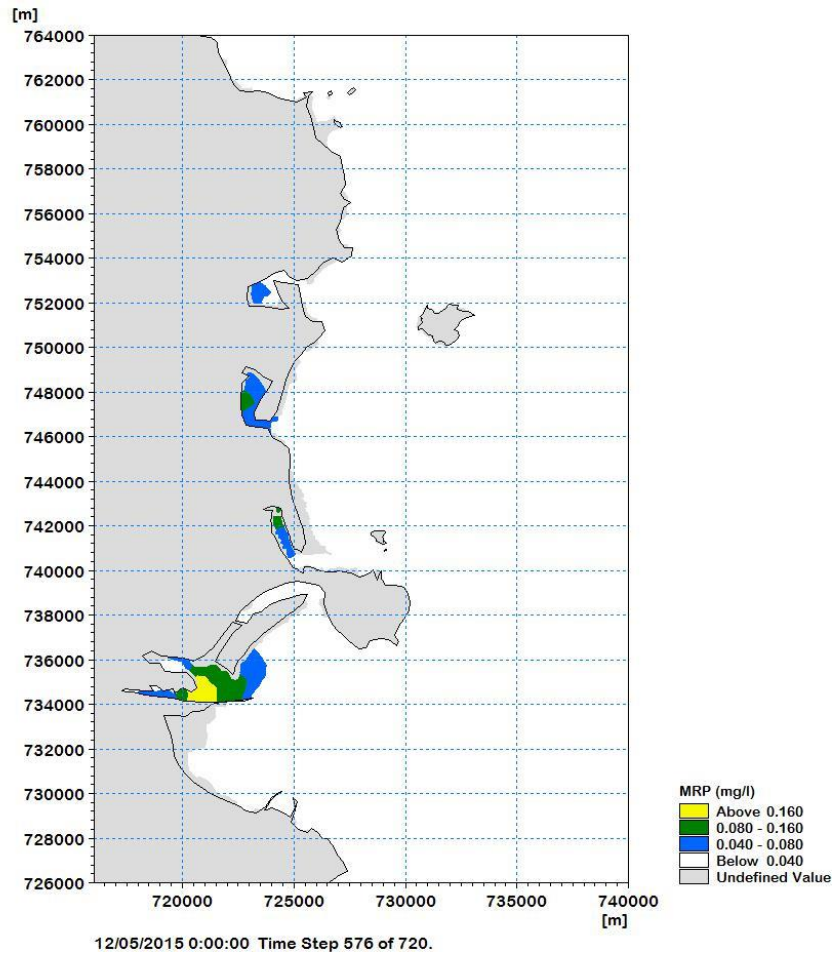 [m]
764000
762000
760000
758000
756000
754000
752000
750000
748000
746000
744000
742000
740000
738000
736000
734000
732000
730000
728000
726000
720000 725000 730000 735000 740000
[m]
MRP (mg/l)
Above 0.160
0.080 - 0.160
0.040 - 0.080
Below 0.040
Undefined Value
12/05/2015 0:00:00 Time Step 576 of 720.